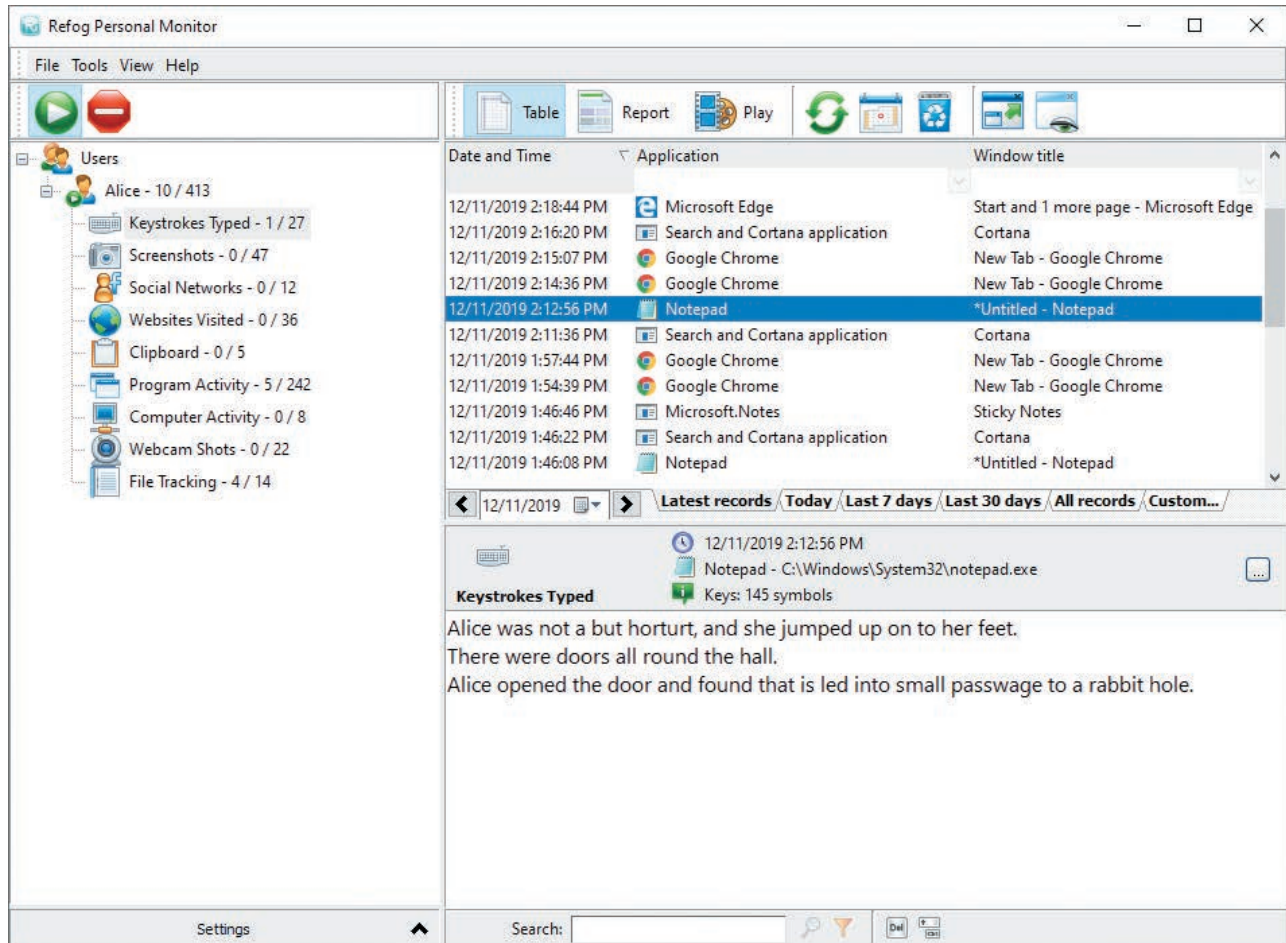 Refog Personal Monitor
File Tools View Help
Table Report Play
Users
Alice - 10 / 413
Keystrokes Typed - 1 / 27
Screenshots - 0 / 47
Social Networks - 0 / 12
Websites Visited - 0 / 36
Clipboard - 0 / 5
Program Activity - 5 / 242
Computer Activity - 0 / 8
Webcam Shots - 0 / 22
File Tracking - 4 / 14
Date and Time Application Window title
12/11/2019 2:18:44 PM Microsoft Edge Start and 1 more page - Microsoft Edge
12/11/2019 2:16:20 PM Search and Cortana application Cortana
12/11/2019 2:15:07 PM Google Chrome New Tab - Google Chrome
12/11/2019 2:14:36 PM Google Chrome New Tab - Google Chrome
12/11/2019 2:12:56 PM Notepad *Untitled - Notepad
12/11/2019 2:11:36 PM Search and Cortana application Cortana
12/11/2019 1:57:44 PM Google Chrome New Tab - Google Chrome
12/11/2019 1:54:39 PM Google Chrome New Tab - Google Chrome
12/11/2019 1:46:46 PM Microsoft.Notes Sticky Notes
12/11/2019 1:46:22 PM Search and Cortana application Cortana
12/11/2019 1:46:08 PM Notepad *Untitled - Notepad
12/11/2019 Latest records Today Last 7 days Last 30 days All records Custom...
12/11/2019 2:12:56 PM
Notepad - C:\Windows\System32\notepad.exe
...
Keystrokes Typed Keys: 145 symbols
Alice was not a but horturt, and she jumped up on to her feet.
There were doors all round the hall.
Alice opened the door and found that is led into small passwage to a rabbit hole.
Settings
Search: Del